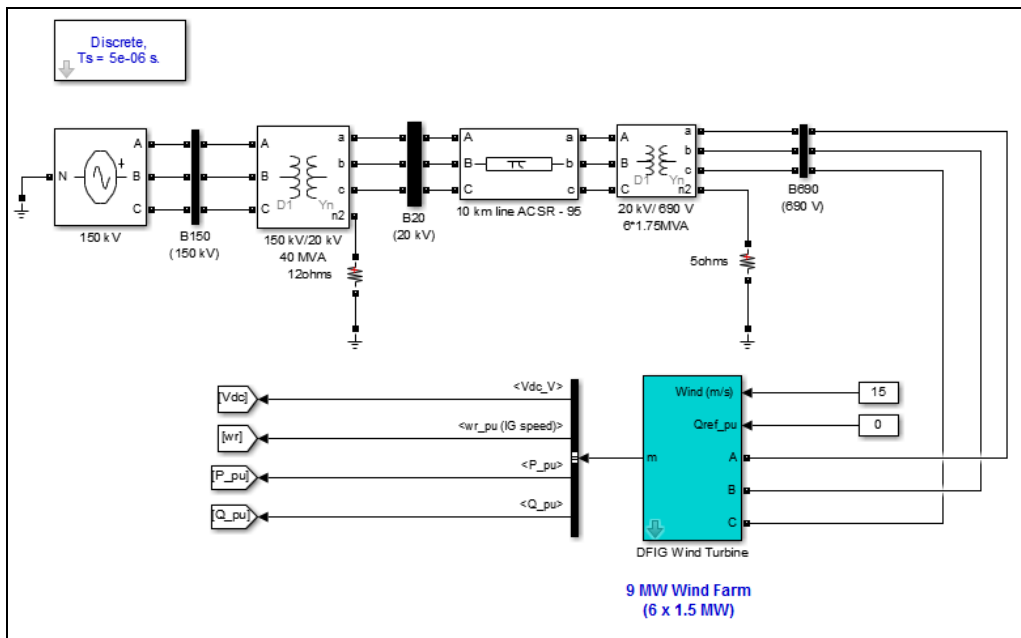 Discrete,
Ts = 5e-06 s.
N
A
B
C
150 kV
B150
(150 kV)
A
B
C
a
b
c
n2
D1
Yn
150 kV/20 kV
40 MVA
12ohms
B20
(20 kV)
A
B
C
a
b
c
10 km line ACSR - 95
A
B
C
a
b
c
n2
D1
Yn
20 kV/ 690 V
6*1.75MVA
5ohms
B690
(690 V)
[Vdc]
<Vdc_V>
[wr]
<wr_pu (IG speed)>
[P_pu]
<P_pu>
[Q_pu]
<Q_pu>
m
Wind (m/s)
15
Qref_pu
0
A
B
C
DFIG Wind Turbine
9 MW Wind Farm
(6 x 1.5 MW)